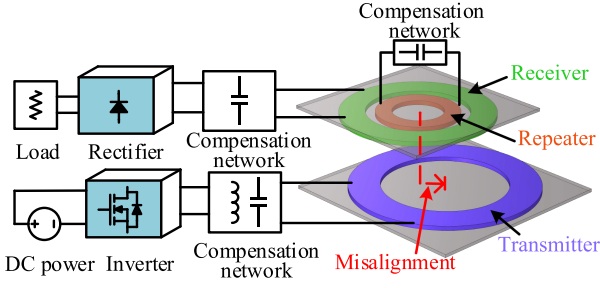 Compensation
network
Receiver
Repeater
Load
Rectifier
Compensation
network
Transmitter
Misalignment
DC power
Inverter
Compensation
network